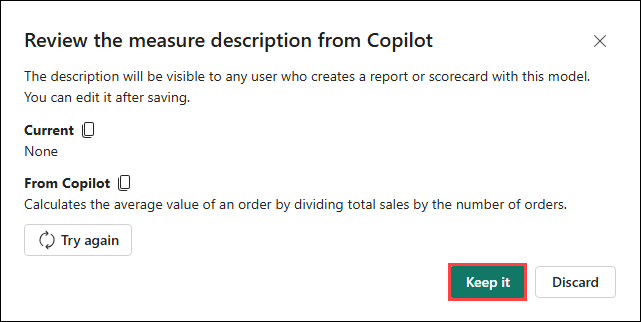 Review the measure description from Copilot
The description will be visible to any user who creates a report or scorecard with this model.
You can edit it after saving.
Current
None
From Copilot
Calculates the average value of an order by dividing total sales by the number of orders.
Try again
Keep it
Discard